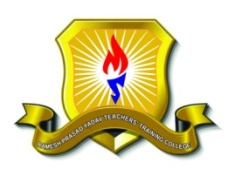 RAMESH PRASAD YADAV TEACHERS' TRAINING COLLEGE